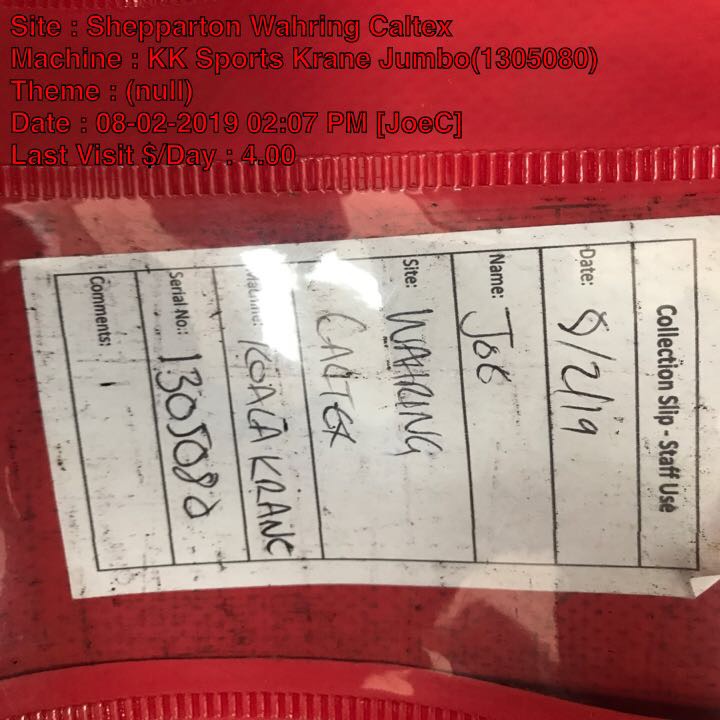 Site : Shepparton Wahring Caltex
Machine : KK Sports Krane Jumbo(1305080)
Theme : (null)
Date : 08-02-2019 02:07 PM [JoeC]
Last Visit $/Day : 4.00
Collection Slip - Staff Use
Date: 8/2/19
Name: JOE
Site: WAHRING
CALTEX
Machine: KOALA KRANE
Serial No.: 1305080
Comments: